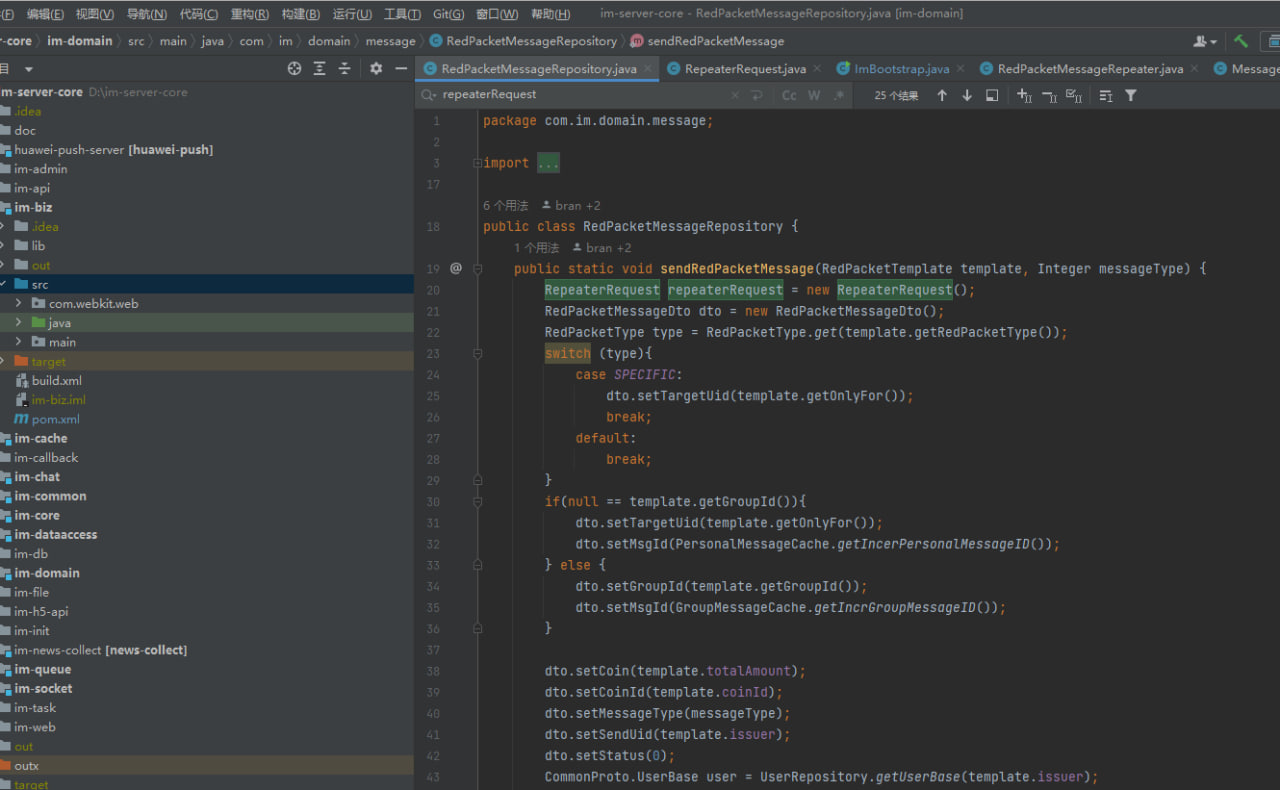 (F) 编辑(E) 视图(V) 导航(N) 代码(C) 重构(R) 构建(B) 运行(U) 工具(T) Git(G) 窗口(W) 帮助(H) im-server-core - RedPacketMessageRepository.java [im-domain]
r-core im-domain src main java com im domain message RedPacketMessageRepository sendRedPacketMessage
目 RedPacketMessageRepository.java RepeaterRequest.java ImBootstrap.java RedPacketMessageRepeater.java Message
im-server-core D:\im-server-core
.idea
doc
huawei-push-server [huawei-push]
im-admin
im-api
im-biz
.idea
lib
out
src
com.webkit.web
java
main
target
build.xml
im-biz.iml
pom.xml
im-cache
im-callback
im-chat
im-common
im-core
im-dataaccess
im-db
im-domain
im-file
im-h5-api
im-init
im-news-collect [news-collect]
im-queue
im-socket
im-task
im-web
out
outx
target
repeaterRequest Cc W .* 25 个结果
1 package com.im.domain.message;
2
3 import ...
17
6 个用法 bran +2
18 public class RedPacketMessageRepository {
1 个用法 bran +2
19 @ public static void sendRedPacketMessage(RedPacketTemplate template, Integer messageType) {
20 RepeaterRequest repeaterRequest = new RepeaterRequest();
21 RedPacketMessageDto dto = new RedPacketMessageDto();
22 RedPacketType type = RedPacketType.get(template.getRedPacketType());
23 switch (type){
24 case SPECIFIC:
25 dto.setTargetUid(template.getOnlyFor());
26 break;
27 default:
28 break;
29 }
30 if(null == template.getGroupId()){
31 dto.setTargetUid(template.getOnlyFor());
32 dto.setMsgId(PersonalMessageCache.getIncerPersonalMessageID());
33 } else {
34 dto.setGroupId(template.getGroupId());
35 dto.setMsgId(GroupMessageCache.getIncrGroupMessageID());
36 }
37
38 dto.setCoin(template.totalAmount);
39 dto.setCoinId(template.coinId);
40 dto.setMessageType(messageType);
41 dto.setSendUid(template.issuer);
42 dto.setStatus(0);
43 CommonProto.UserBase user = UserRepository.getUserBase(template.issuer);